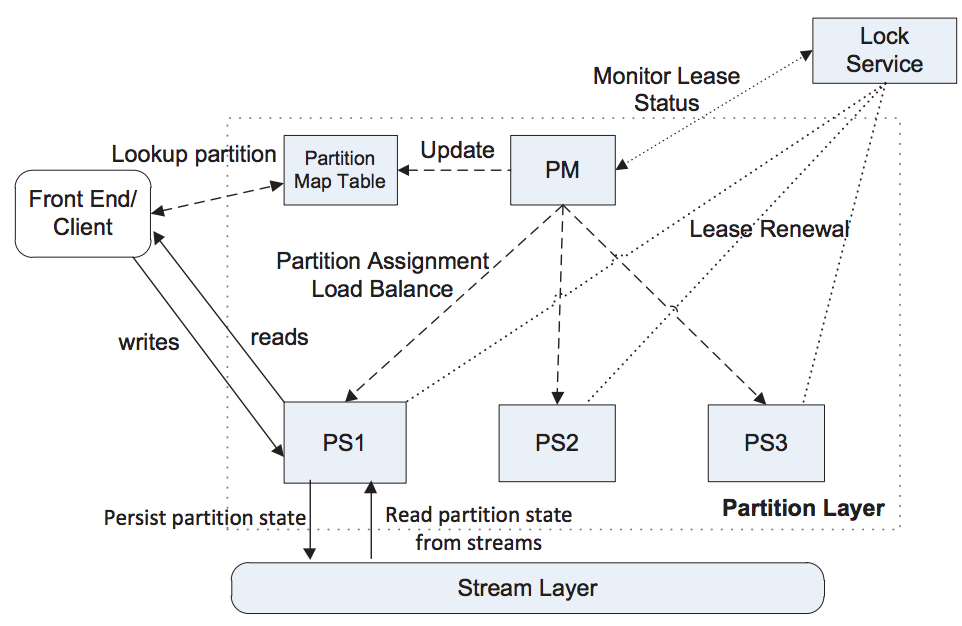 Lock
Service
Monitor Lease
Status
Lookup partition
Partition
Map Table
Update
PM
Front End/
Client
Lease Renewal
Partition Assignment
Load Balance
writes
reads
PS1
PS2
PS3
Partition Layer
Persist partition state
Read partition state
from streams
Stream Layer